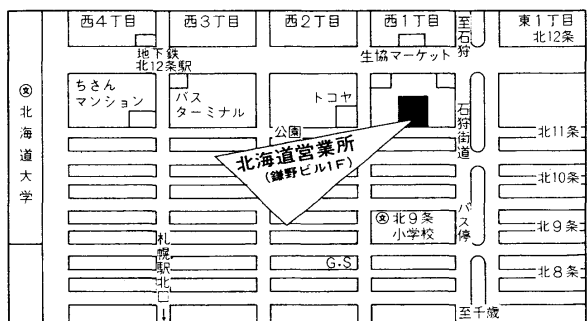 西4丁目
西3丁目
西2丁目
西1丁目
至石狩
東1丁目
北12条
地下鉄
北12条駅
生協マーケット
ちさん
マンション
バス
ターミナル
トコヤ
㊛北海道大学
石狩街道
公園
北11条
北海道営業所
(鎌野ビル1F)
北10条
㊛北9条
小学校
バス停
北9条
札幌駅北口
G.S
北8条
至千歳